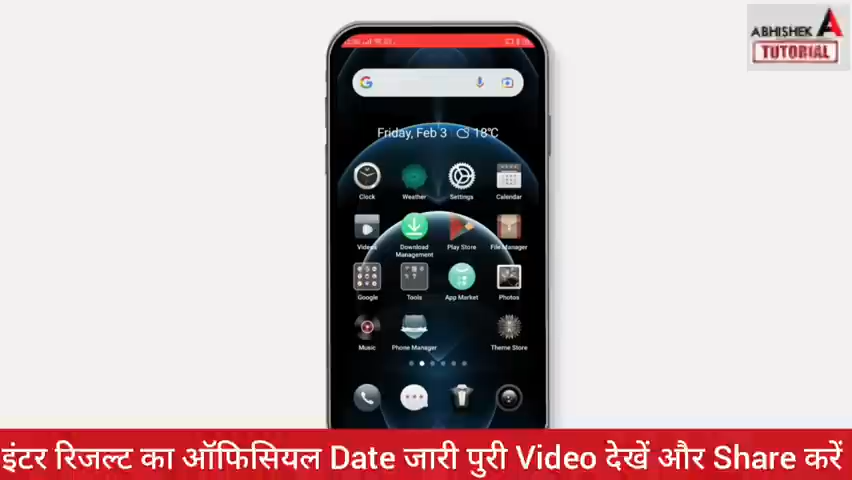 ABHISHEK A
TUTORIAL
Friday, Feb 3 18°C
Clock Weather Settings Calendar
Videos Download Management Play Store File Manager
Google Tools App Market Photos
Music Phone Manager Theme Store
इंटर रिजल्ट का ऑफिसियल Date जारी पुरी Video देखें और Share करें